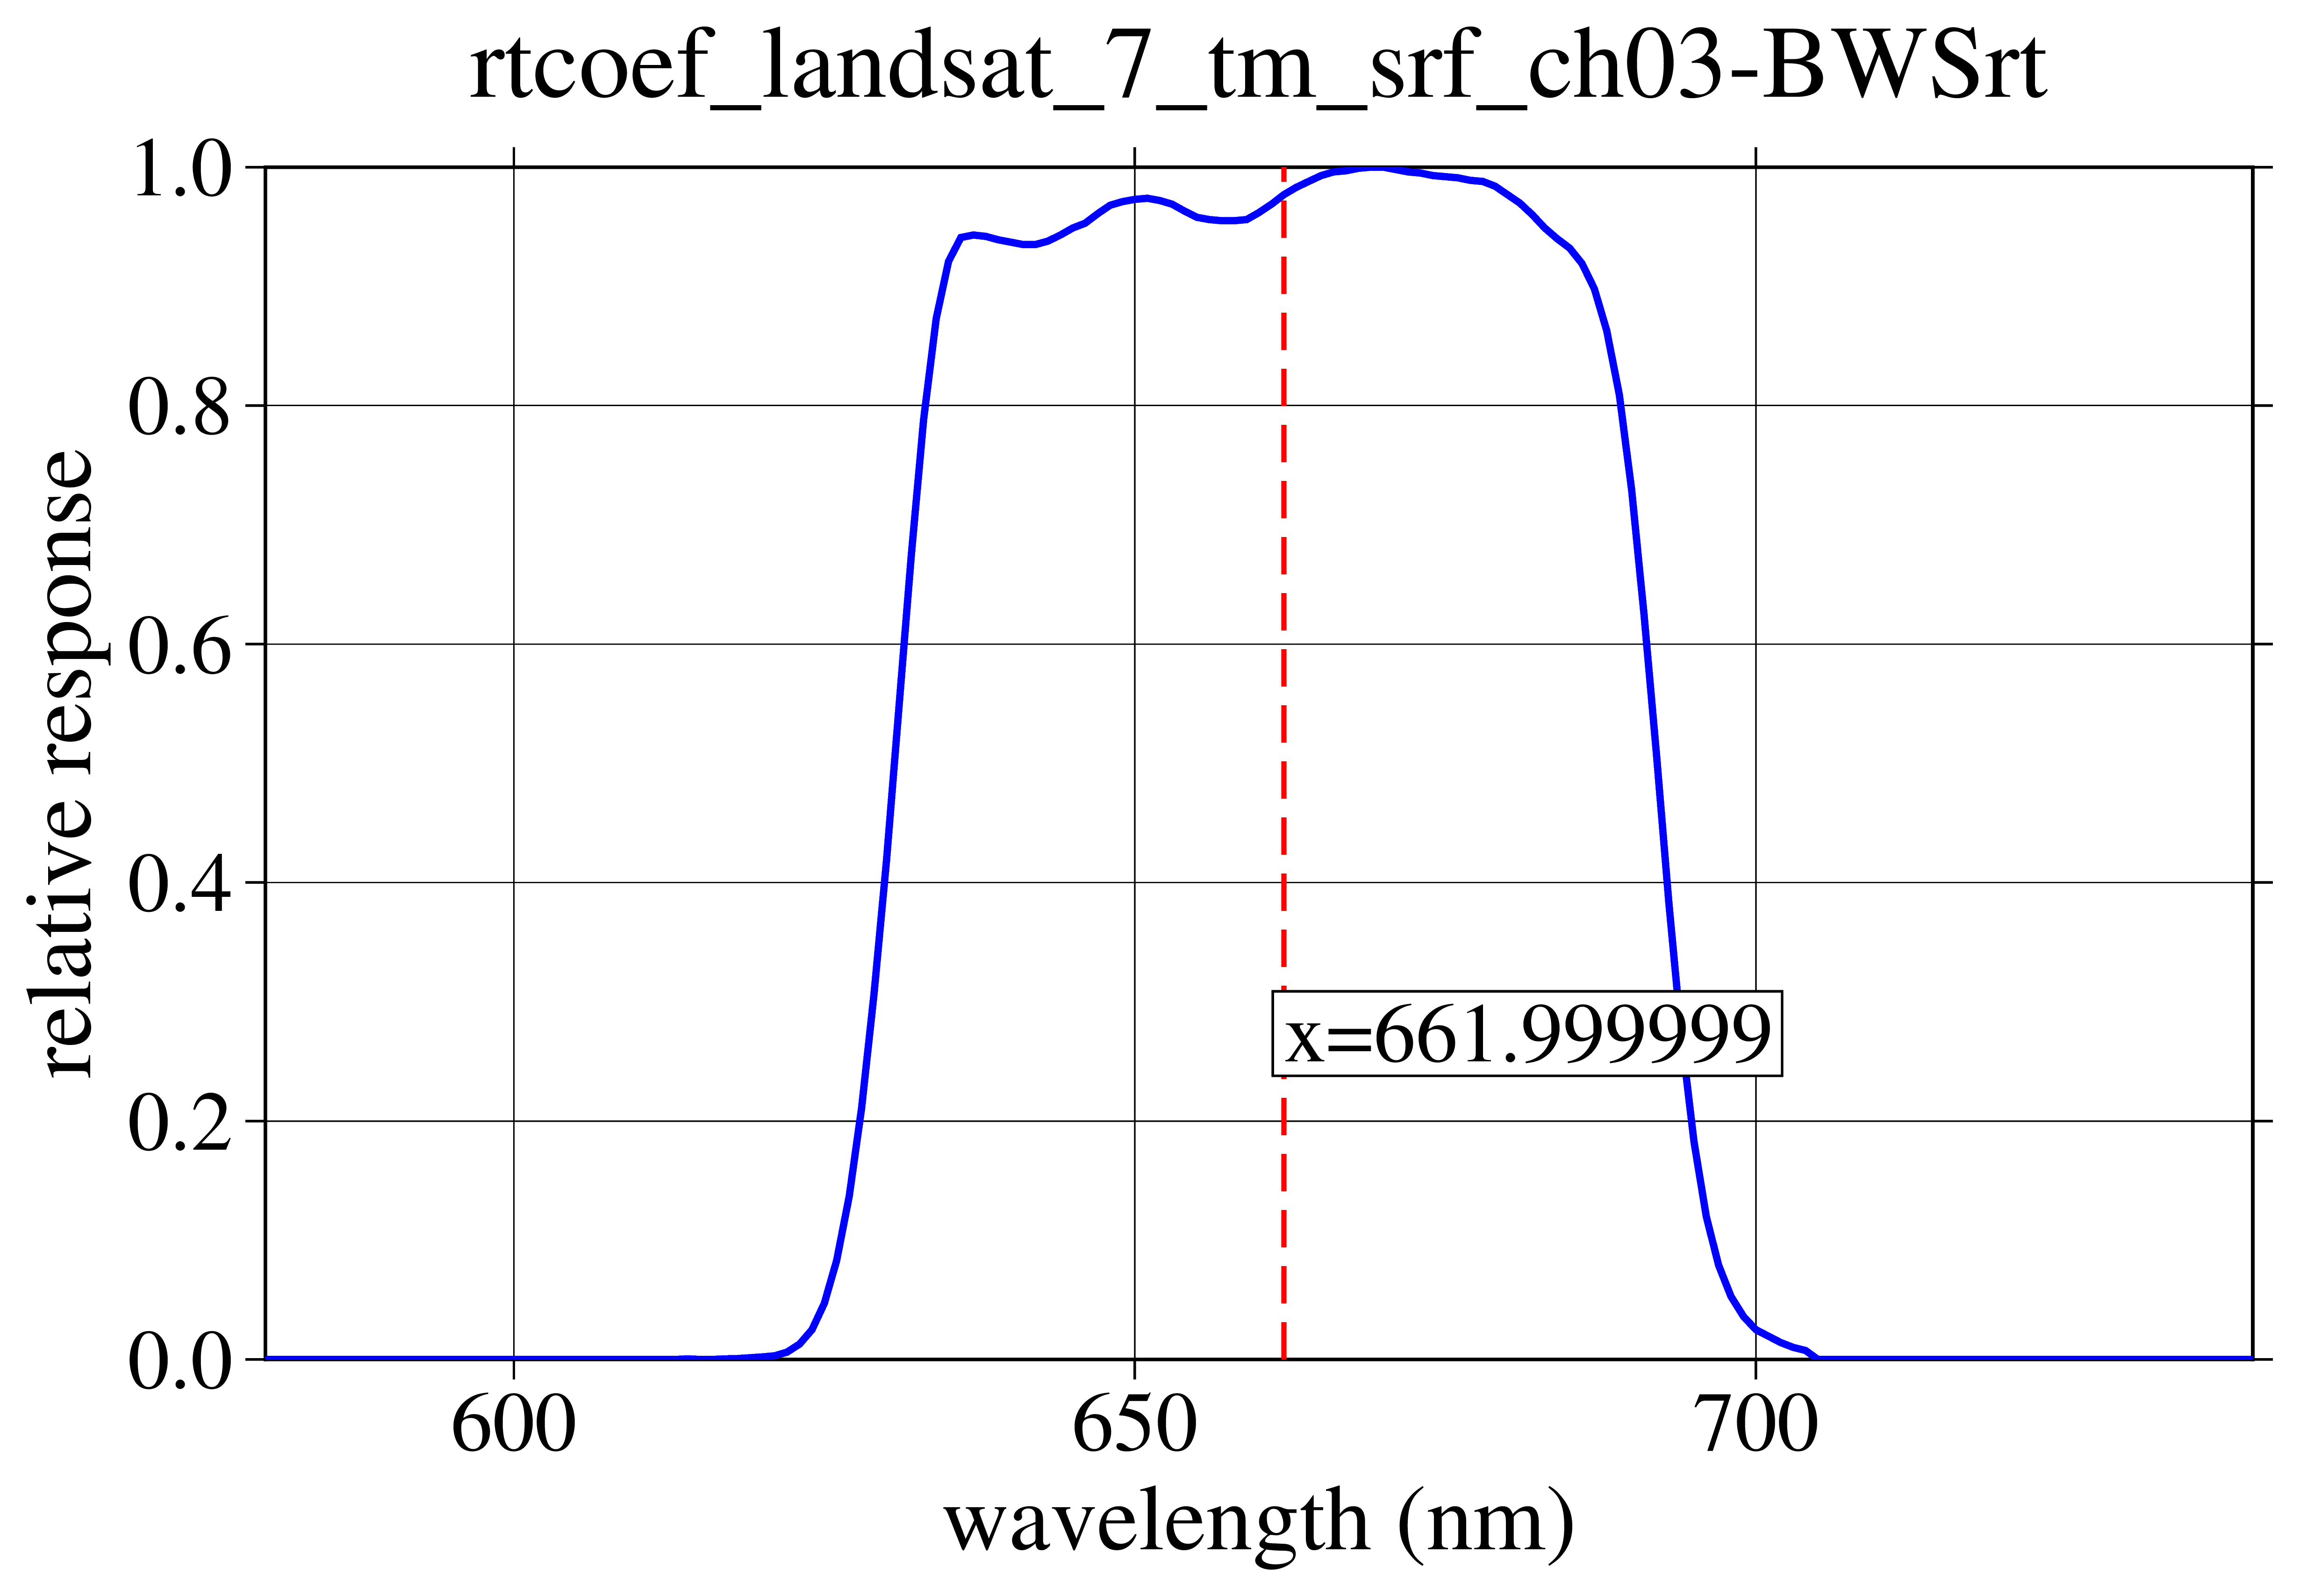 rtcoef_landsat_7_tm_srf_ch03-BWSrt
1.0
0.8
0.6
0.4
0.2
0.0
relative response
x=661.999999
600
650
700
wavelength (nm)